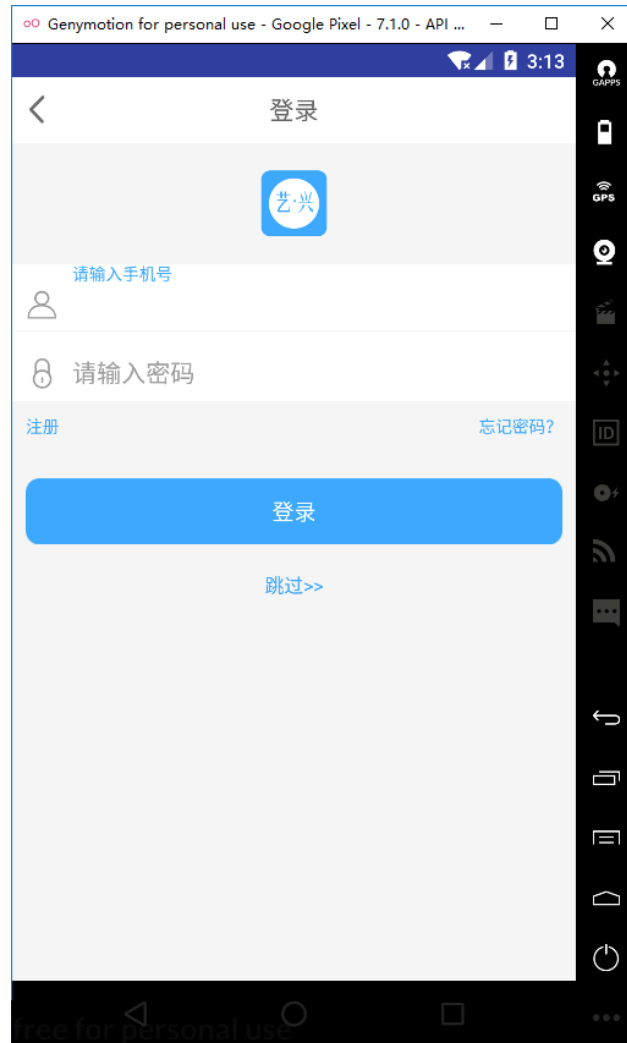 Genymotion for personal use - Google Pixel - 7.1.0 - API ...
3:13
GAPPS
登录
艺·兴
GPS
请输入手机号
请输入密码
注册 忘记密码?
ID
登录
跳过>>
free for personal use